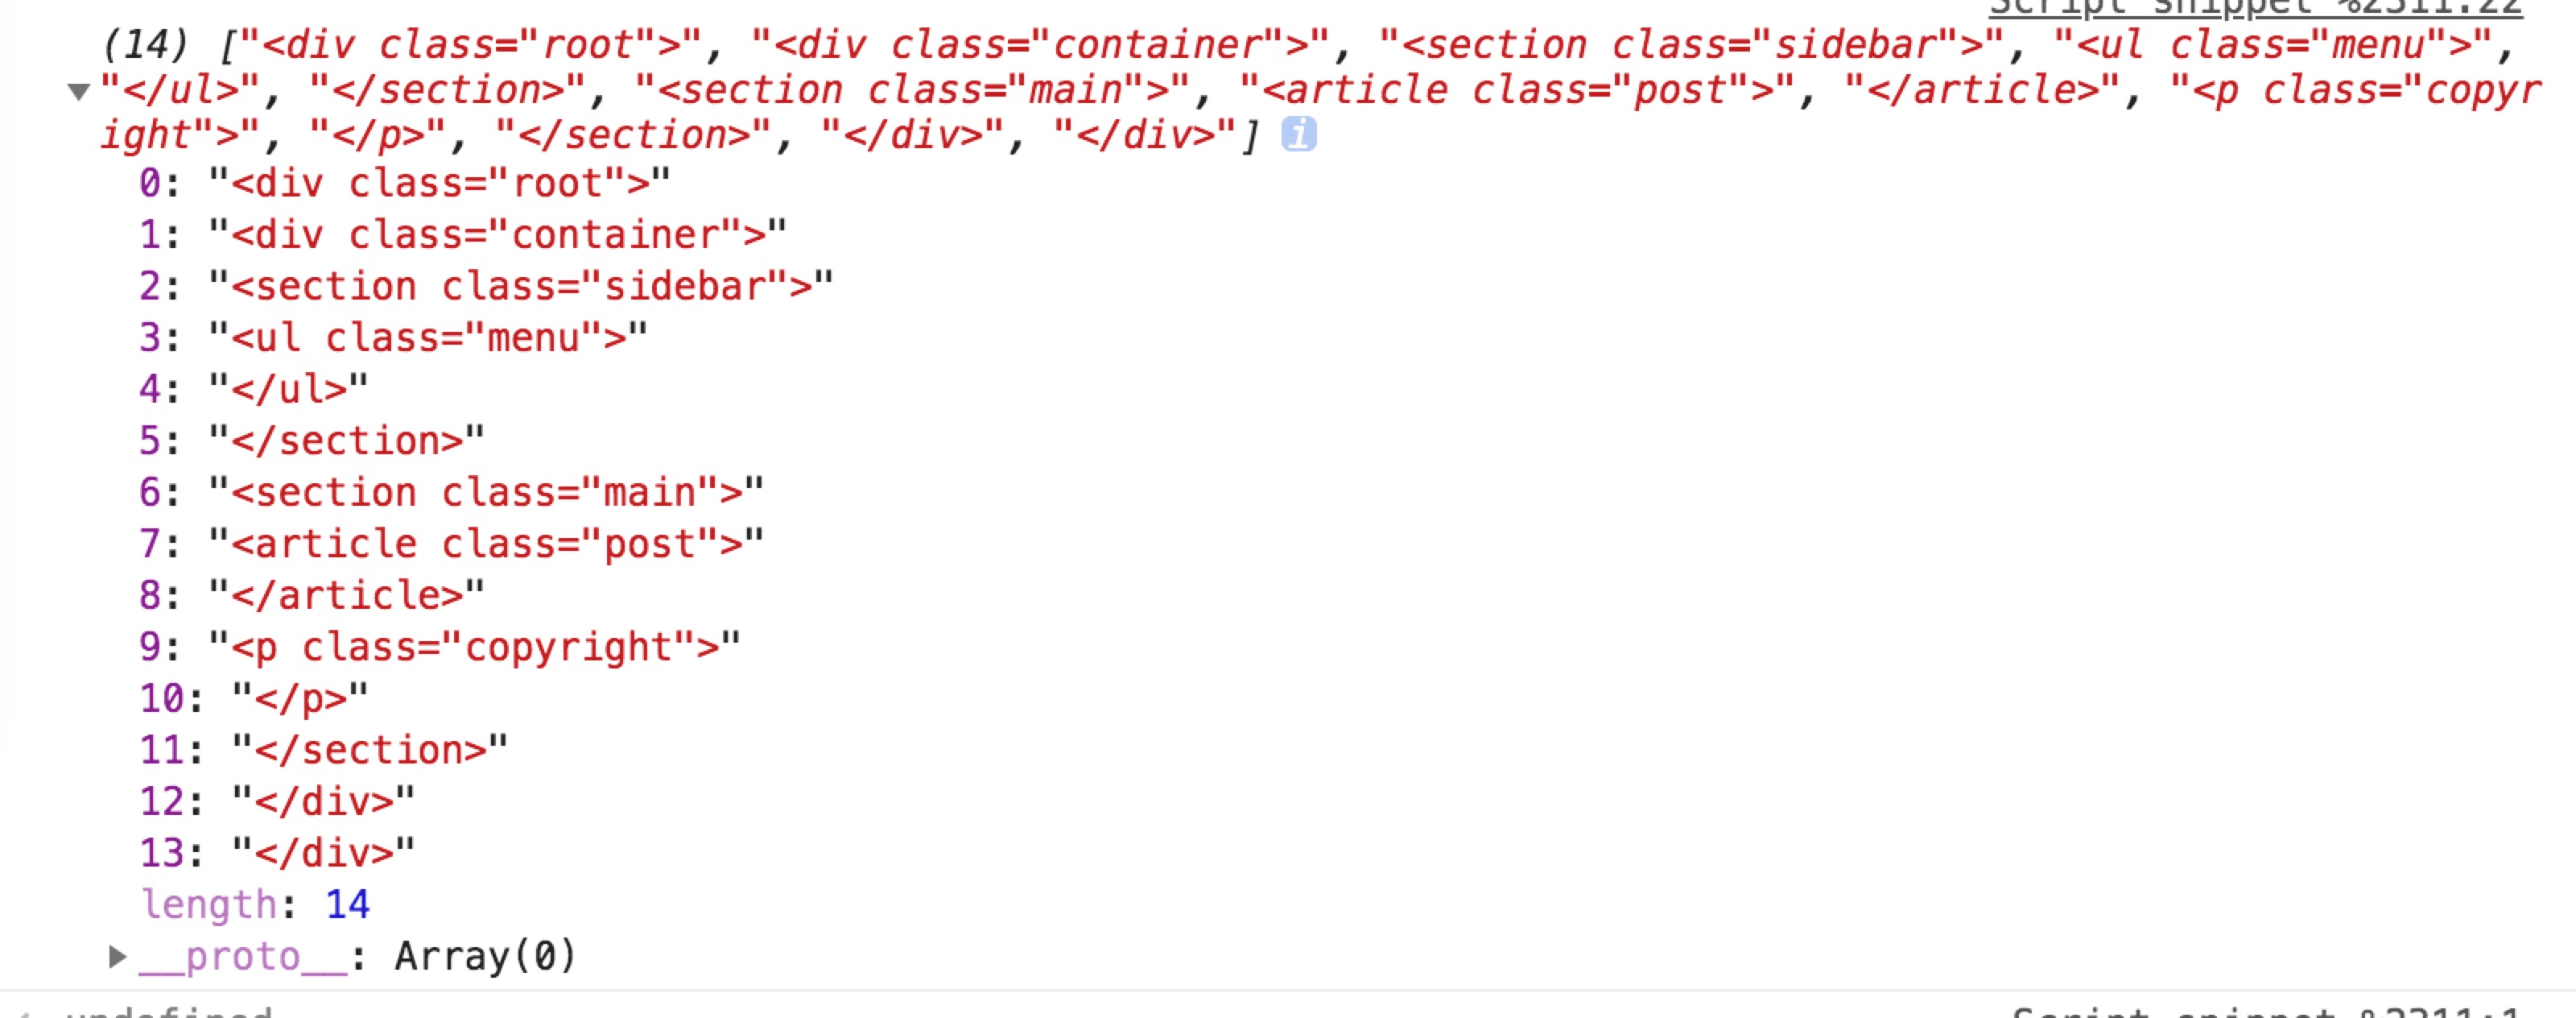 Script snippet %2311:22
(14) ["<div class="root">", "<div class="container">", "<section class="sidebar">", "<ul class="menu">",
"</ul>", "</section>", "<section class="main">", "<article class="post">", "</article>", "<p class="copyr
ight">", "</p>", "</section>", "</div>", "</div>"] i
0: "<div class="root">"
1: "<div class="container">"
2: "<section class="sidebar">"
3: "<ul class="menu">"
4: "</ul>"
5: "</section>"
6: "<section class="main">"
7: "<article class="post">"
8: "</article>"
9: "<p class="copyright">"
10: "</p>"
11: "</section>"
12: "</div>"
13: "</div>"
length: 14
__proto__: Array(0)
undefined Script snippet %2311:1